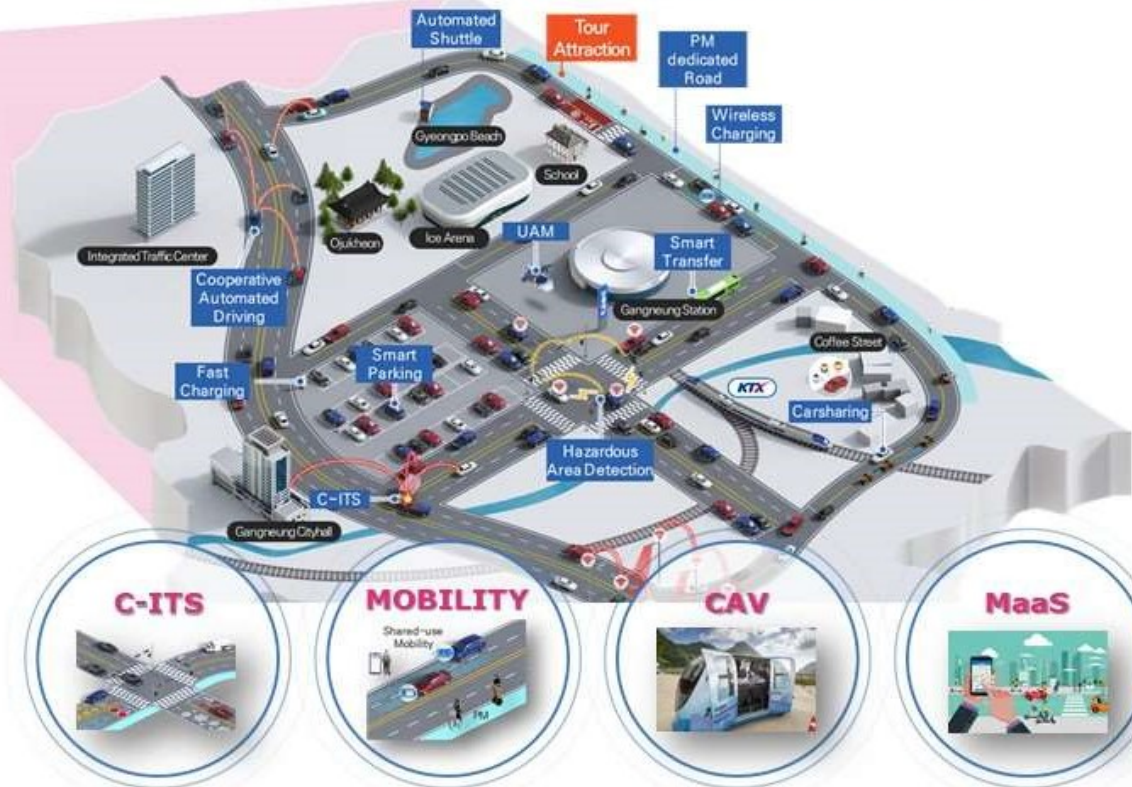 Automated
Shuttle
Tour
Attraction
PM
dedicated
Road
Wireless
Charging
Gyeongpo Beach
School
Ojukheon
Ice Arena
UAM
Smart
Transfer
Integrated Traffic Center
Cooperative
Automated
Driving
Gangneung Station
Coffee Street
Smart
Parking
Fast
Charging
KTX
Carsharing
Hazardous
Area Detection
C-ITS
Gangneung Cityhall
C-ITS
MOBILITY
Shared-use
Mobility
PM
CAV
MaaS